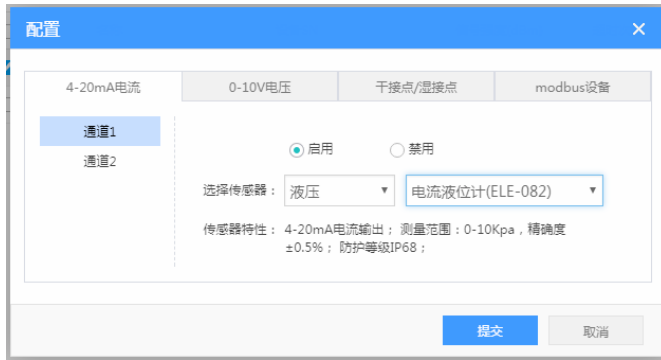 配置
4-20mA电流 0-10V电压 干接点/湿接点 modbus设备
通道1
通道2
启用 禁用
选择传感器： 液压 电流液位计(ELE-082)
传感器特性： 4-20mA电流输出； 测量范围：0-10Kpa，精确度
±0.5%； 防护等级IP68；
提交 取消